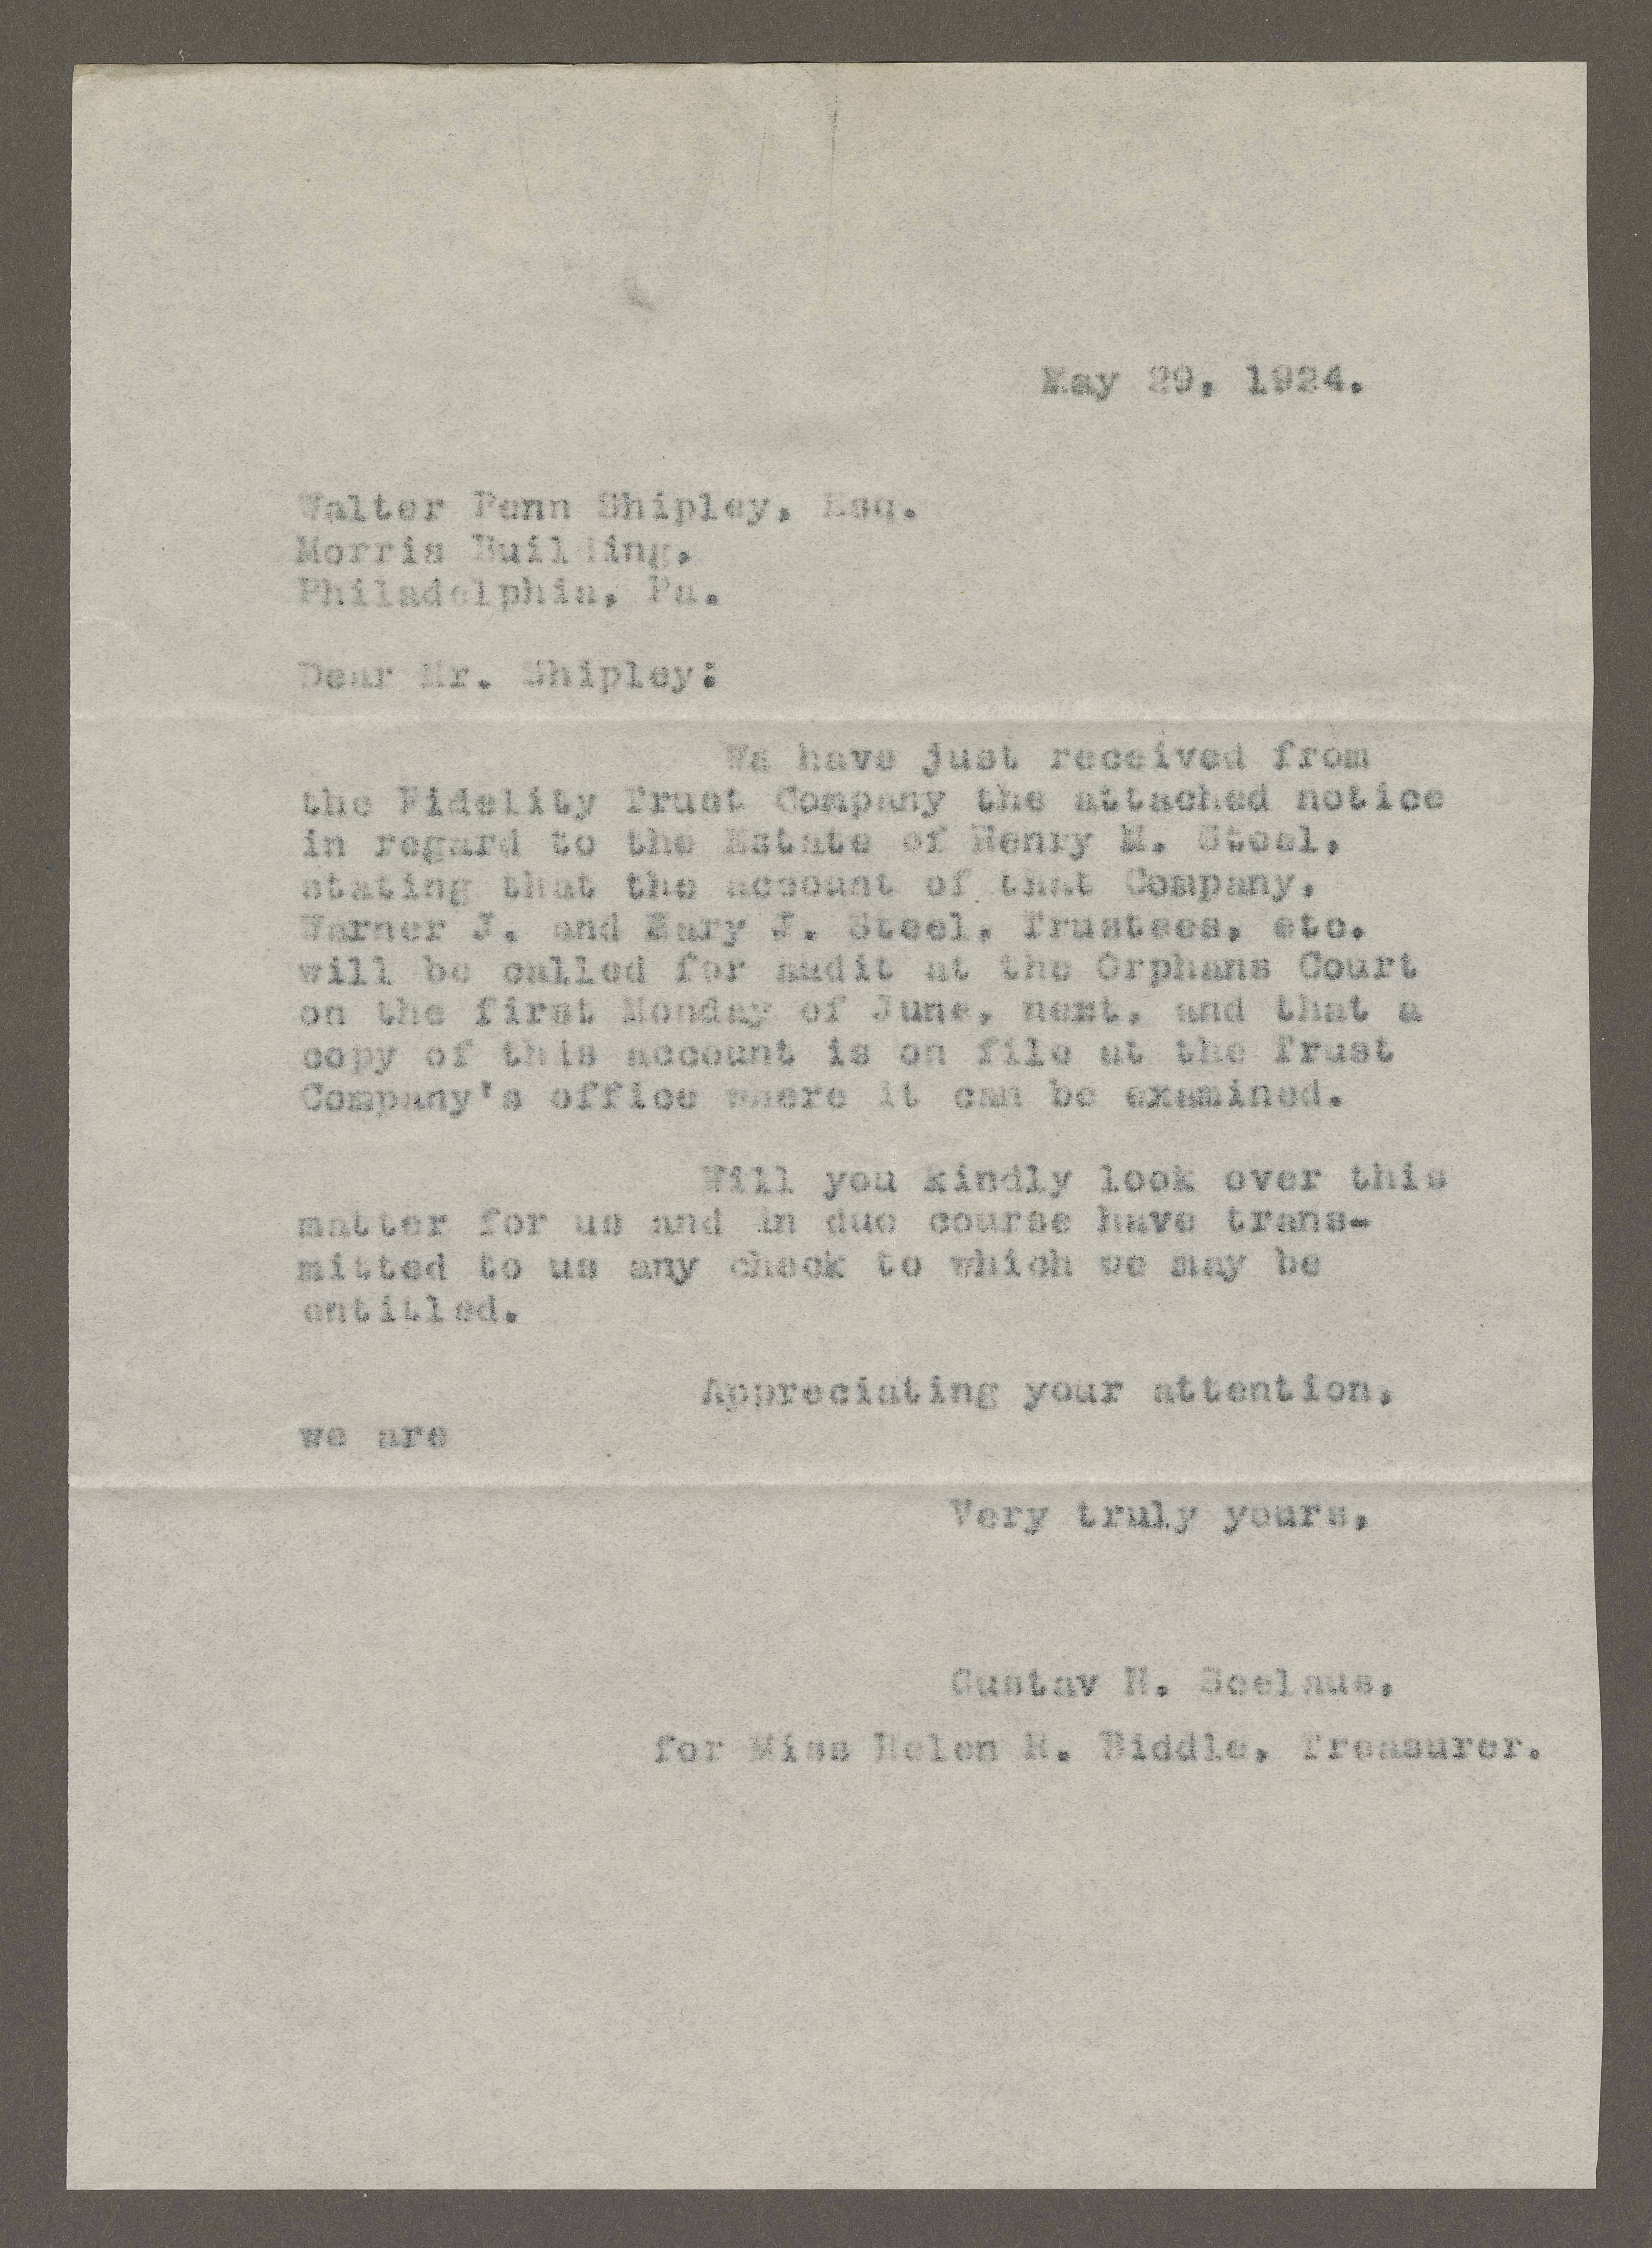 May 29, 1924.
Walter Penn Shipley, Esq.
Morris Building,
Philadelphia, Pa.
Dear Mr. Shipley:
We have just received from
the Fidelity Trust Company the attached notice
in regard to the Estate of Henry M. Steel,
stating that the account of that Company,
Warner J. and Mary J. Steel, Trustees, etc.
will be called for audit at the Orphans Court
on the first Monday of June, next, and that a
copy of this account is on file at the Trust
Company's office where it can be examined.
Will you kindly look over this
matter for us and in due course have trans-
mitted to us any check to which we may be
entitled.
Appreciating your attention,
we are
Very truly yours,
Gustav H.
for Miss Helen R. Biddle, Treasurer.